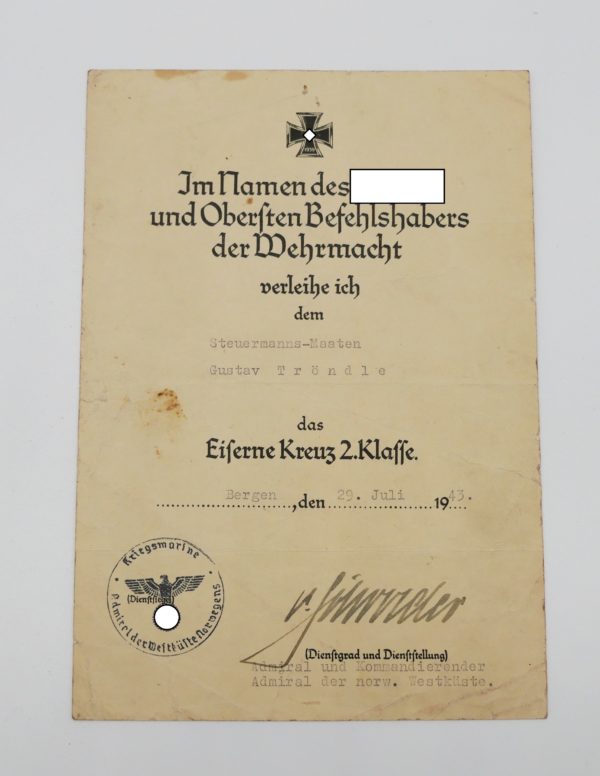 1939
Im Namen des
und Oberſten Befehlshabers
der Wehrmacht
verleihe ich
dem
Steuermanns-Maaten
Gustav Tröndle
das
Eiſerne Kreuz 2.Klaſſe.
Bergen, den 29. Juli 1943.
Kriegsmarine
(Dienſtſiegel)
Admiral der Weſtküſte Norwegens
(Dienſtgrad und Dienſtſtellung)
Admiral und Kommandierender
Admiral der norw. Westküste.